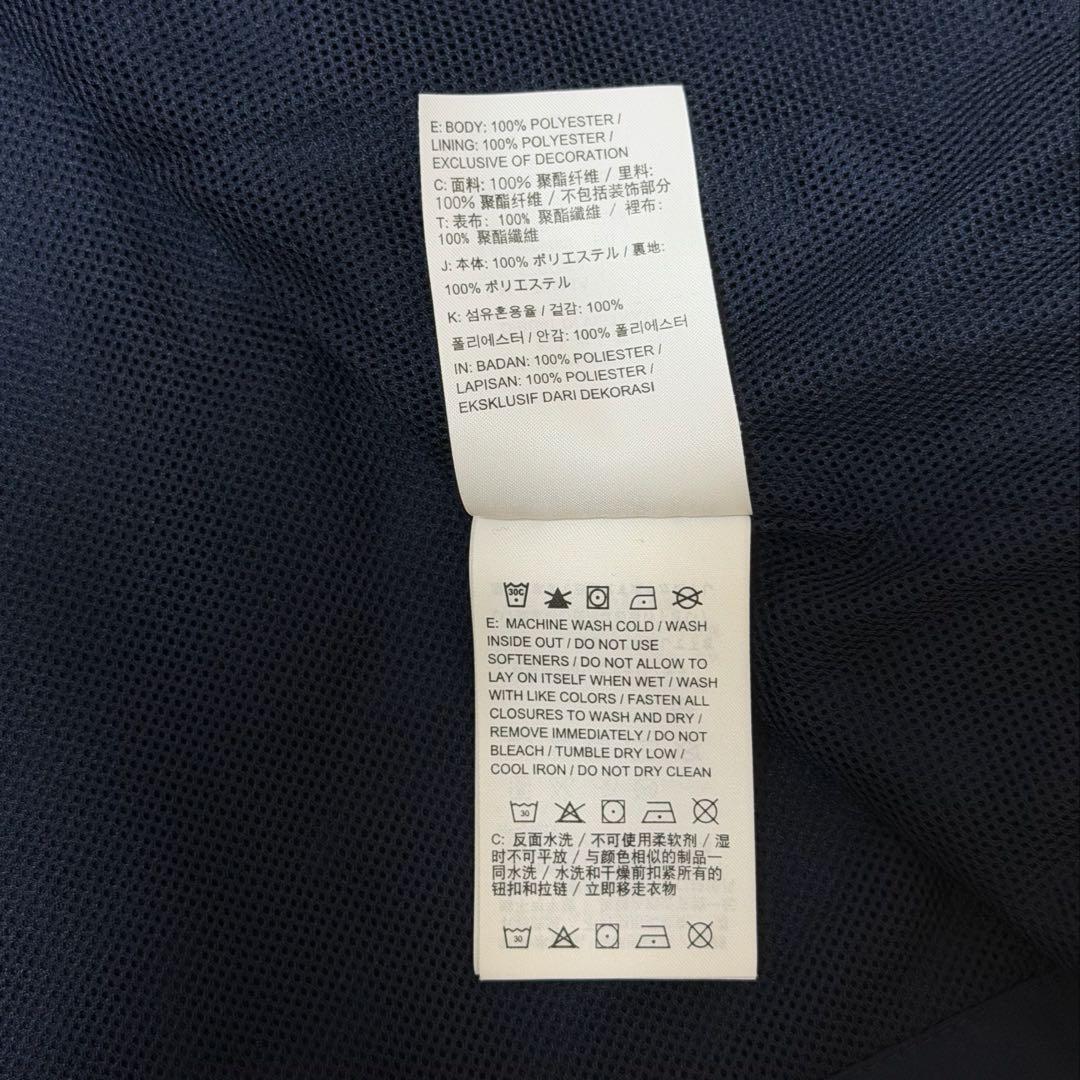 E: BODY: 100% POLYESTER /
LINING: 100% POLYESTER /
EXCLUSIVE OF DECORATION
C: 面料: 100% 聚酯纤维 / 里料:
100% 聚酯纤维 / 不包括装饰部分
T: 表布: 100% 聚酯纖維 / 裡布:
100% 聚酯纖維
J: 本体: 100% ポリエステル / 裏地:
100% ポリエステル
K: 섬유혼용율 / 겉감: 100%
폴리에스터 / 안감: 100% 폴리에스터
IN: BADAN: 100% POLIESTER /
LAPISAN: 100% POLIESTER /
EKSKLUSIF DARI DEKORASI
30C
E: MACHINE WASH COLD / WASH
INSIDE OUT / DO NOT USE
SOFTENERS / DO NOT ALLOW TO
LAY ON ITSELF WHEN WET / WASH
WITH LIKE COLORS / FASTEN ALL
CLOSURES TO WASH AND DRY /
REMOVE IMMEDIATELY / DO NOT
BLEACH / TUMBLE DRY LOW /
COOL IRON / DO NOT DRY CLEAN
30
C: 反面水洗 / 不可使用柔软剂 / 湿
时不可平放 / 与颜色相似的制品一
同水洗 / 水洗和干燥前扣紧所有的
钮扣和拉链 / 立即移走衣物
30